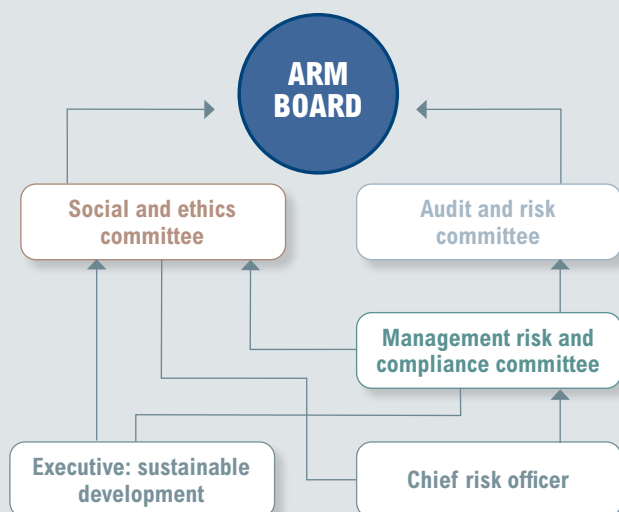 ARM
BOARD
Social and ethics
committee
Audit and risk
committee
Management risk and
compliance committee
Executive: sustainable
development
Chief risk officer